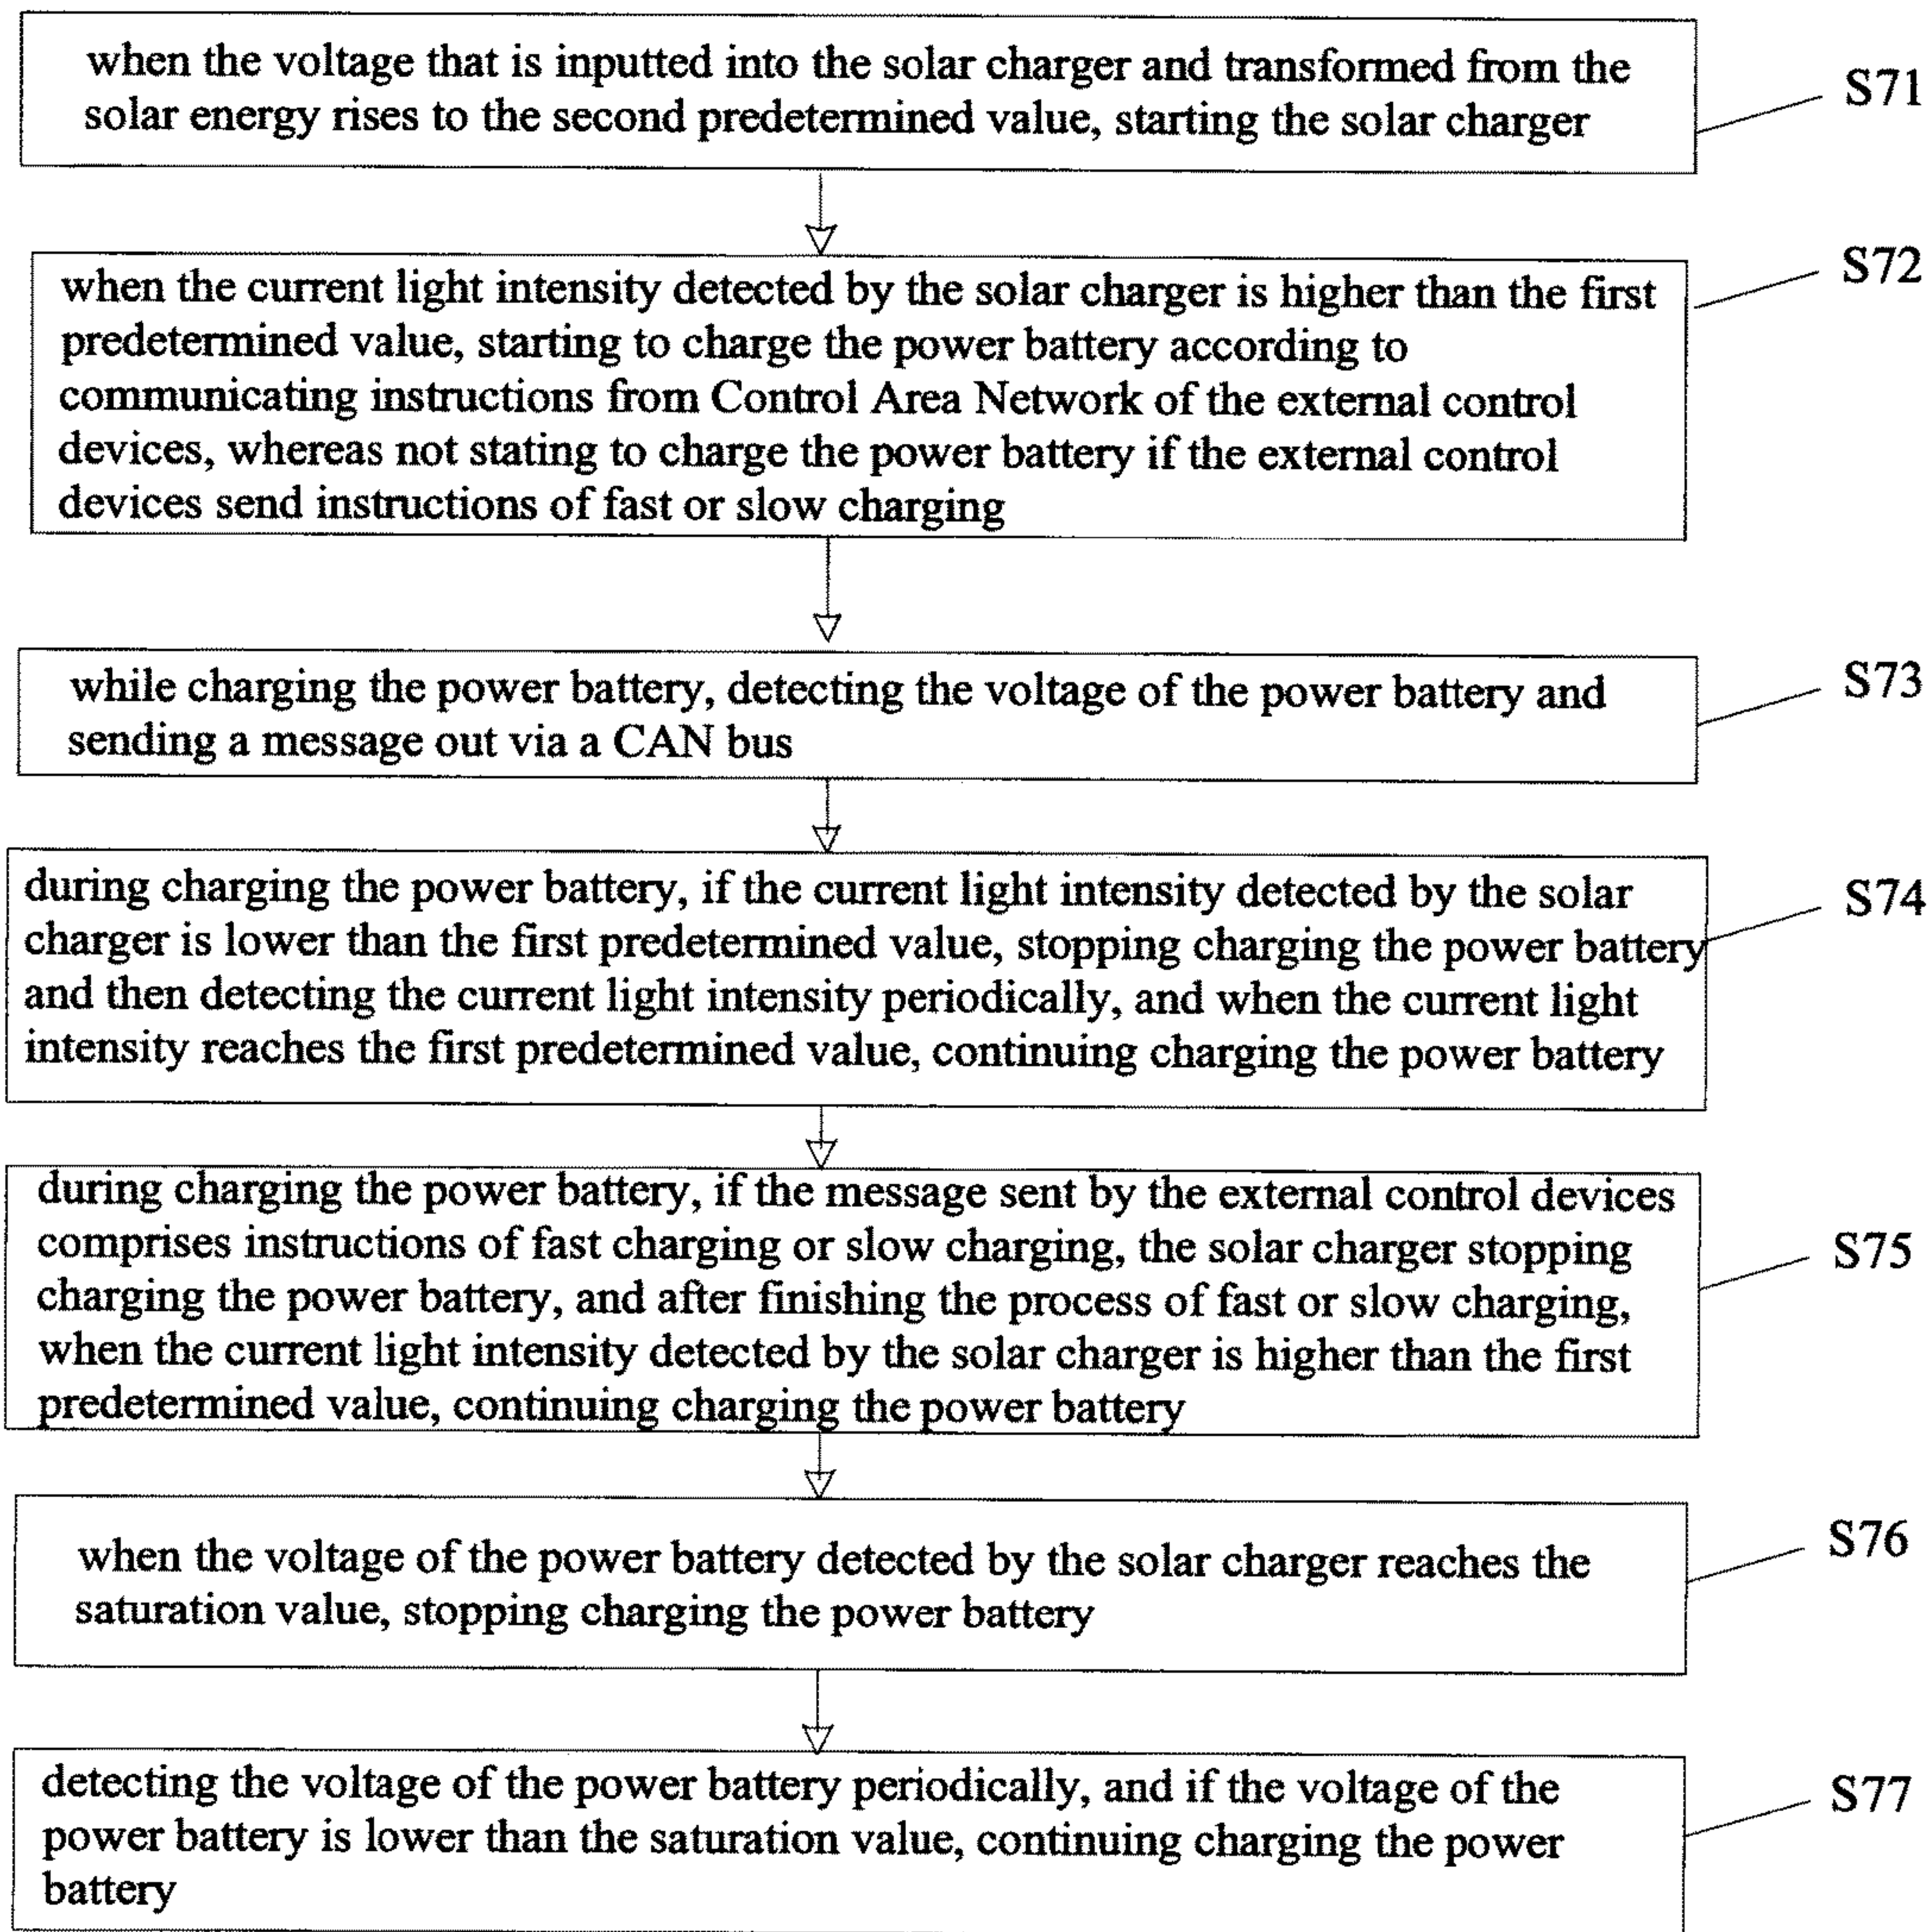 when the voltage that is inputted into the solar charger and transformed from the
solar energy rises to the second predetermined value, starting the solar charger
S71
when the current light intensity detected by the solar charger is higher than the first
predetermined value, starting to charge the power battery according to
communicating instructions from Control Area Network of the external control
devices, whereas not stating to charge the power battery if the external control
devices send instructions of fast or slow charging
S72
while charging the power battery, detecting the voltage of the power battery and
sending a message out via a CAN bus
S73
during charging the power battery, if the current light intensity detected by the solar
charger is lower than the first predetermined value, stopping charging the power battery
and then detecting the current light intensity periodically, and when the current light
intensity reaches the first predetermined value, continuing charging the power battery
S74
during charging the power battery, if the message sent by the external control devices
comprises instructions of fast charging or slow charging, the solar charger stopping
charging the power battery, and after finishing the process of fast or slow charging,
when the current light intensity detected by the solar charger is higher than the first
predetermined value, continuing charging the power battery
S75
when the voltage of the power battery detected by the solar charger reaches the
saturation value, stopping charging the power battery
S76
detecting the voltage of the power battery periodically, and if the voltage of the
power battery is lower than the saturation value, continuing charging the power
battery
S77